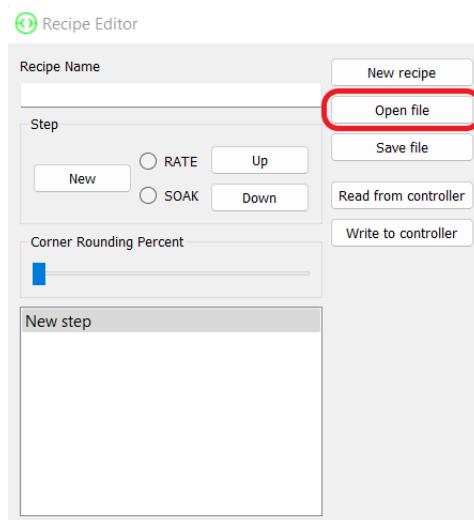 Recipe Editor
Recipe Name
New recipe
Open file
Save file
Step
New
RATE
SOAK
Up
Down
Read from controller
Write to controller
Corner Rounding Percent
New step